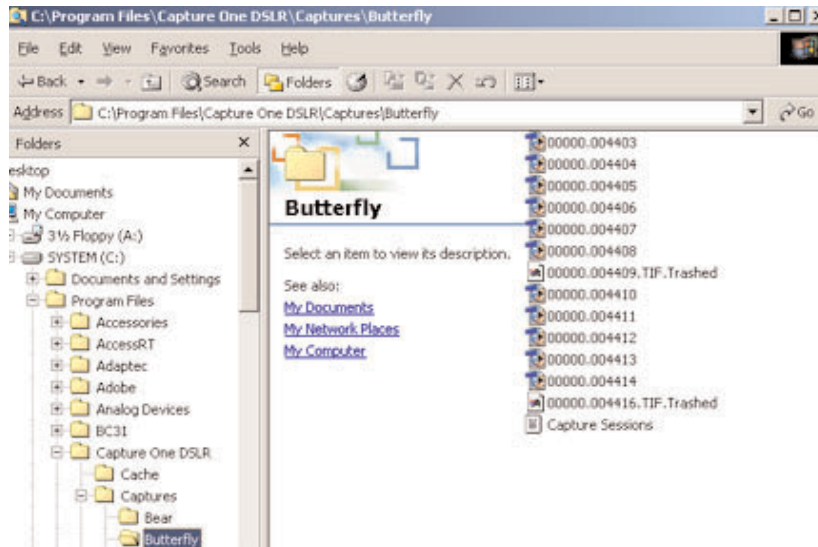 C:\Program Files\Capture One DSLR\Captures\Butterfly
File Edit View Favorites Tools Help
Back Search Folders
Address C:\Program Files\Capture One DSLR\Captures\Butterfly Go
Folders
esktop
My Documents
My Computer
3½ Floppy (A:)
SYSTEM (C:)
Documents and Settings
Program Files
Accessories
AccessRT
Adaptec
Adobe
Analog Devices
BC31
Capture One DSLR
Cache
Captures
Bear
Butterfly
Butterfly
Select an item to view its description.
See also:
My Documents
My Network Places
My Computer
00000.004403
00000.004404
00000.004405
00000.004406
00000.004407
00000.004408
00000.004409.TIF.Trashed
00000.004410
00000.004411
00000.004412
00000.004413
00000.004414
00000.004416.TIF.Trashed
Capture Sessions